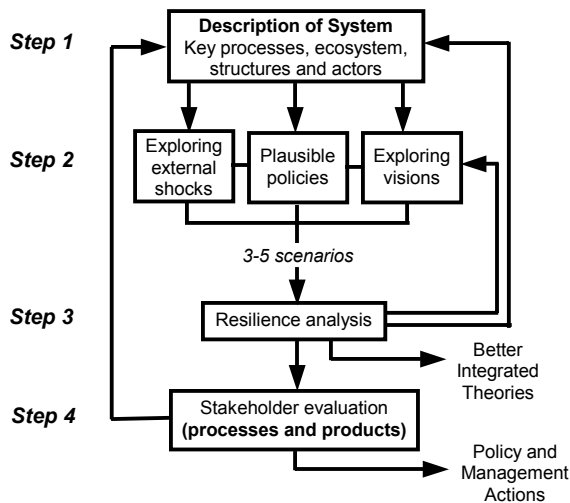 Step 1
Description of System
Key processes, ecosystem,
structures and actors
Step 2
Exploring
external
shocks
Plausible
policies
Exploring
visions
3-5 scenarios
Step 3
Resilience analysis
Better
Integrated
Theories
Step 4
Stakeholder evaluation
(processes and products)
Policy and
Management
Actions